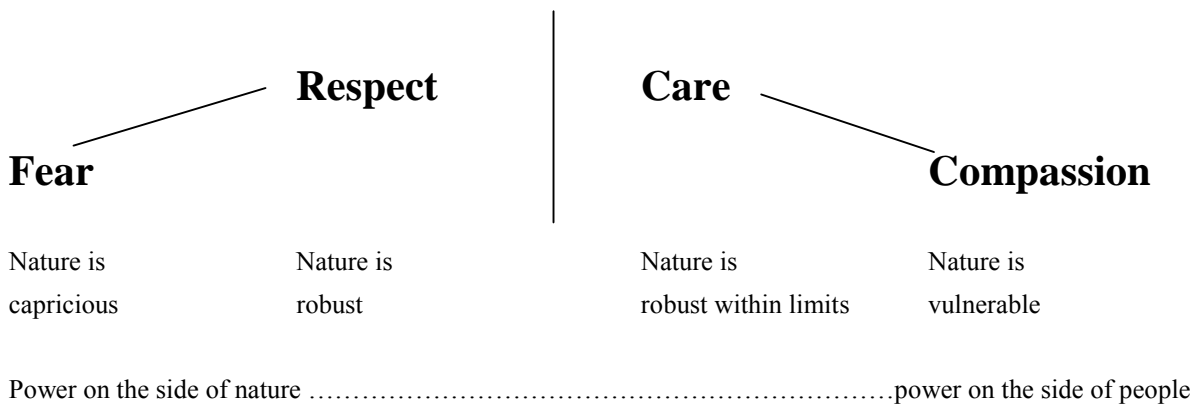 Respect Care
Fear Compassion
Nature is Nature is Nature is Nature is
capricious robust robust within limits vulnerable
Power on the side of nature ……………………………………………………………………power on the side of people